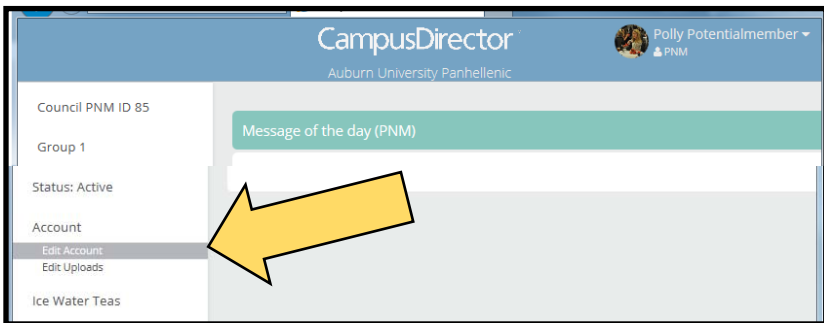 CampusDirector
Polly Potentialmember
PNM
Auburn University Panhellenic
Council PNM ID 85
Group 1
Status: Active
Account
Edit Account
Edit Uploads
Ice Water Teas
Message of the day (PNM)